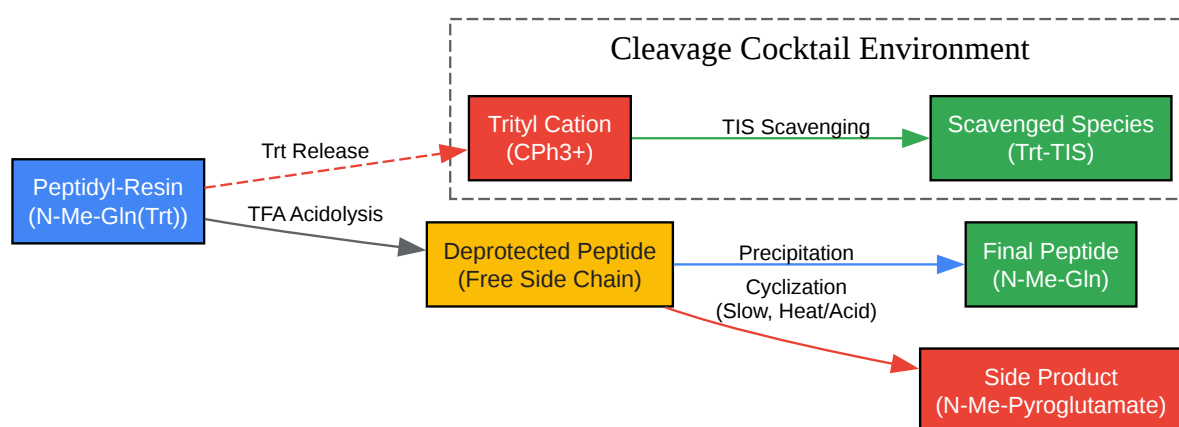 Cleavage Cocktail Environment
Trityl Cation
(CPh3+)
TIS Scavenging
Scavenged Species
(Trt-TIS)
Trt Release
Peptidyl-Resin
(N-Me-Gln(Trt))
TFA Acidolysis
Deprotected Peptide
(Free Side Chain)
Precipitation
Final Peptide
(N-Me-Gln)
Cyclization
(Slow, Heat/Acid)
Side Product
(N-Me-Pyroglutamate)